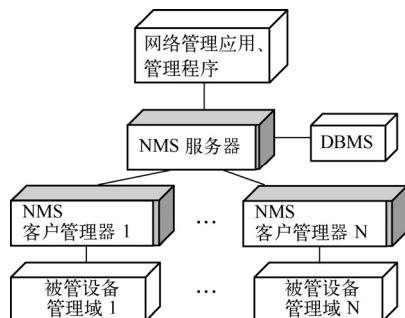 网络管理应用、
管理程序
NMS 服务器
DBMS
NMS
客户管理器 1
…
NMS
客户管理器 N
被管设备
管理域 1
…
被管设备
管理域 N